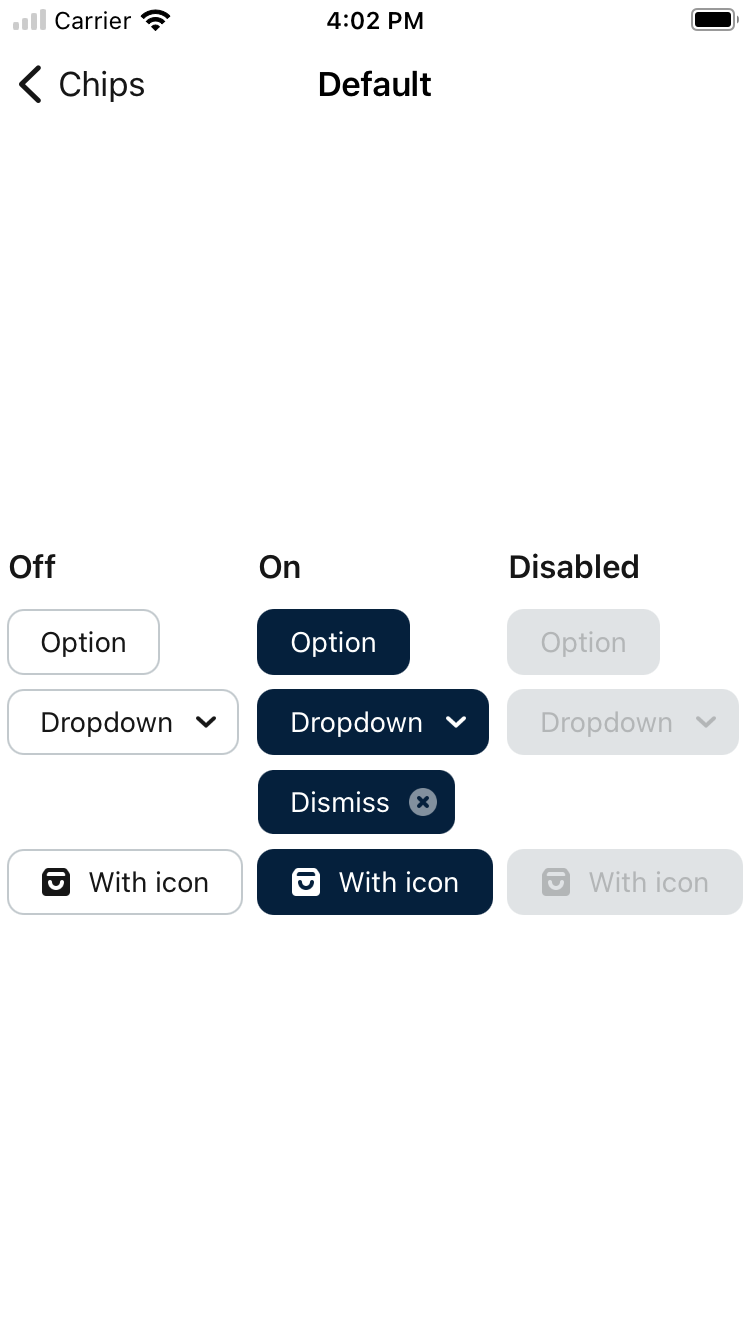 Carrier 4:02 PM
Chips Default
Off On Disabled
Option Option Option
Dropdown Dropdown Dropdown
Dismiss
With icon With icon With icon